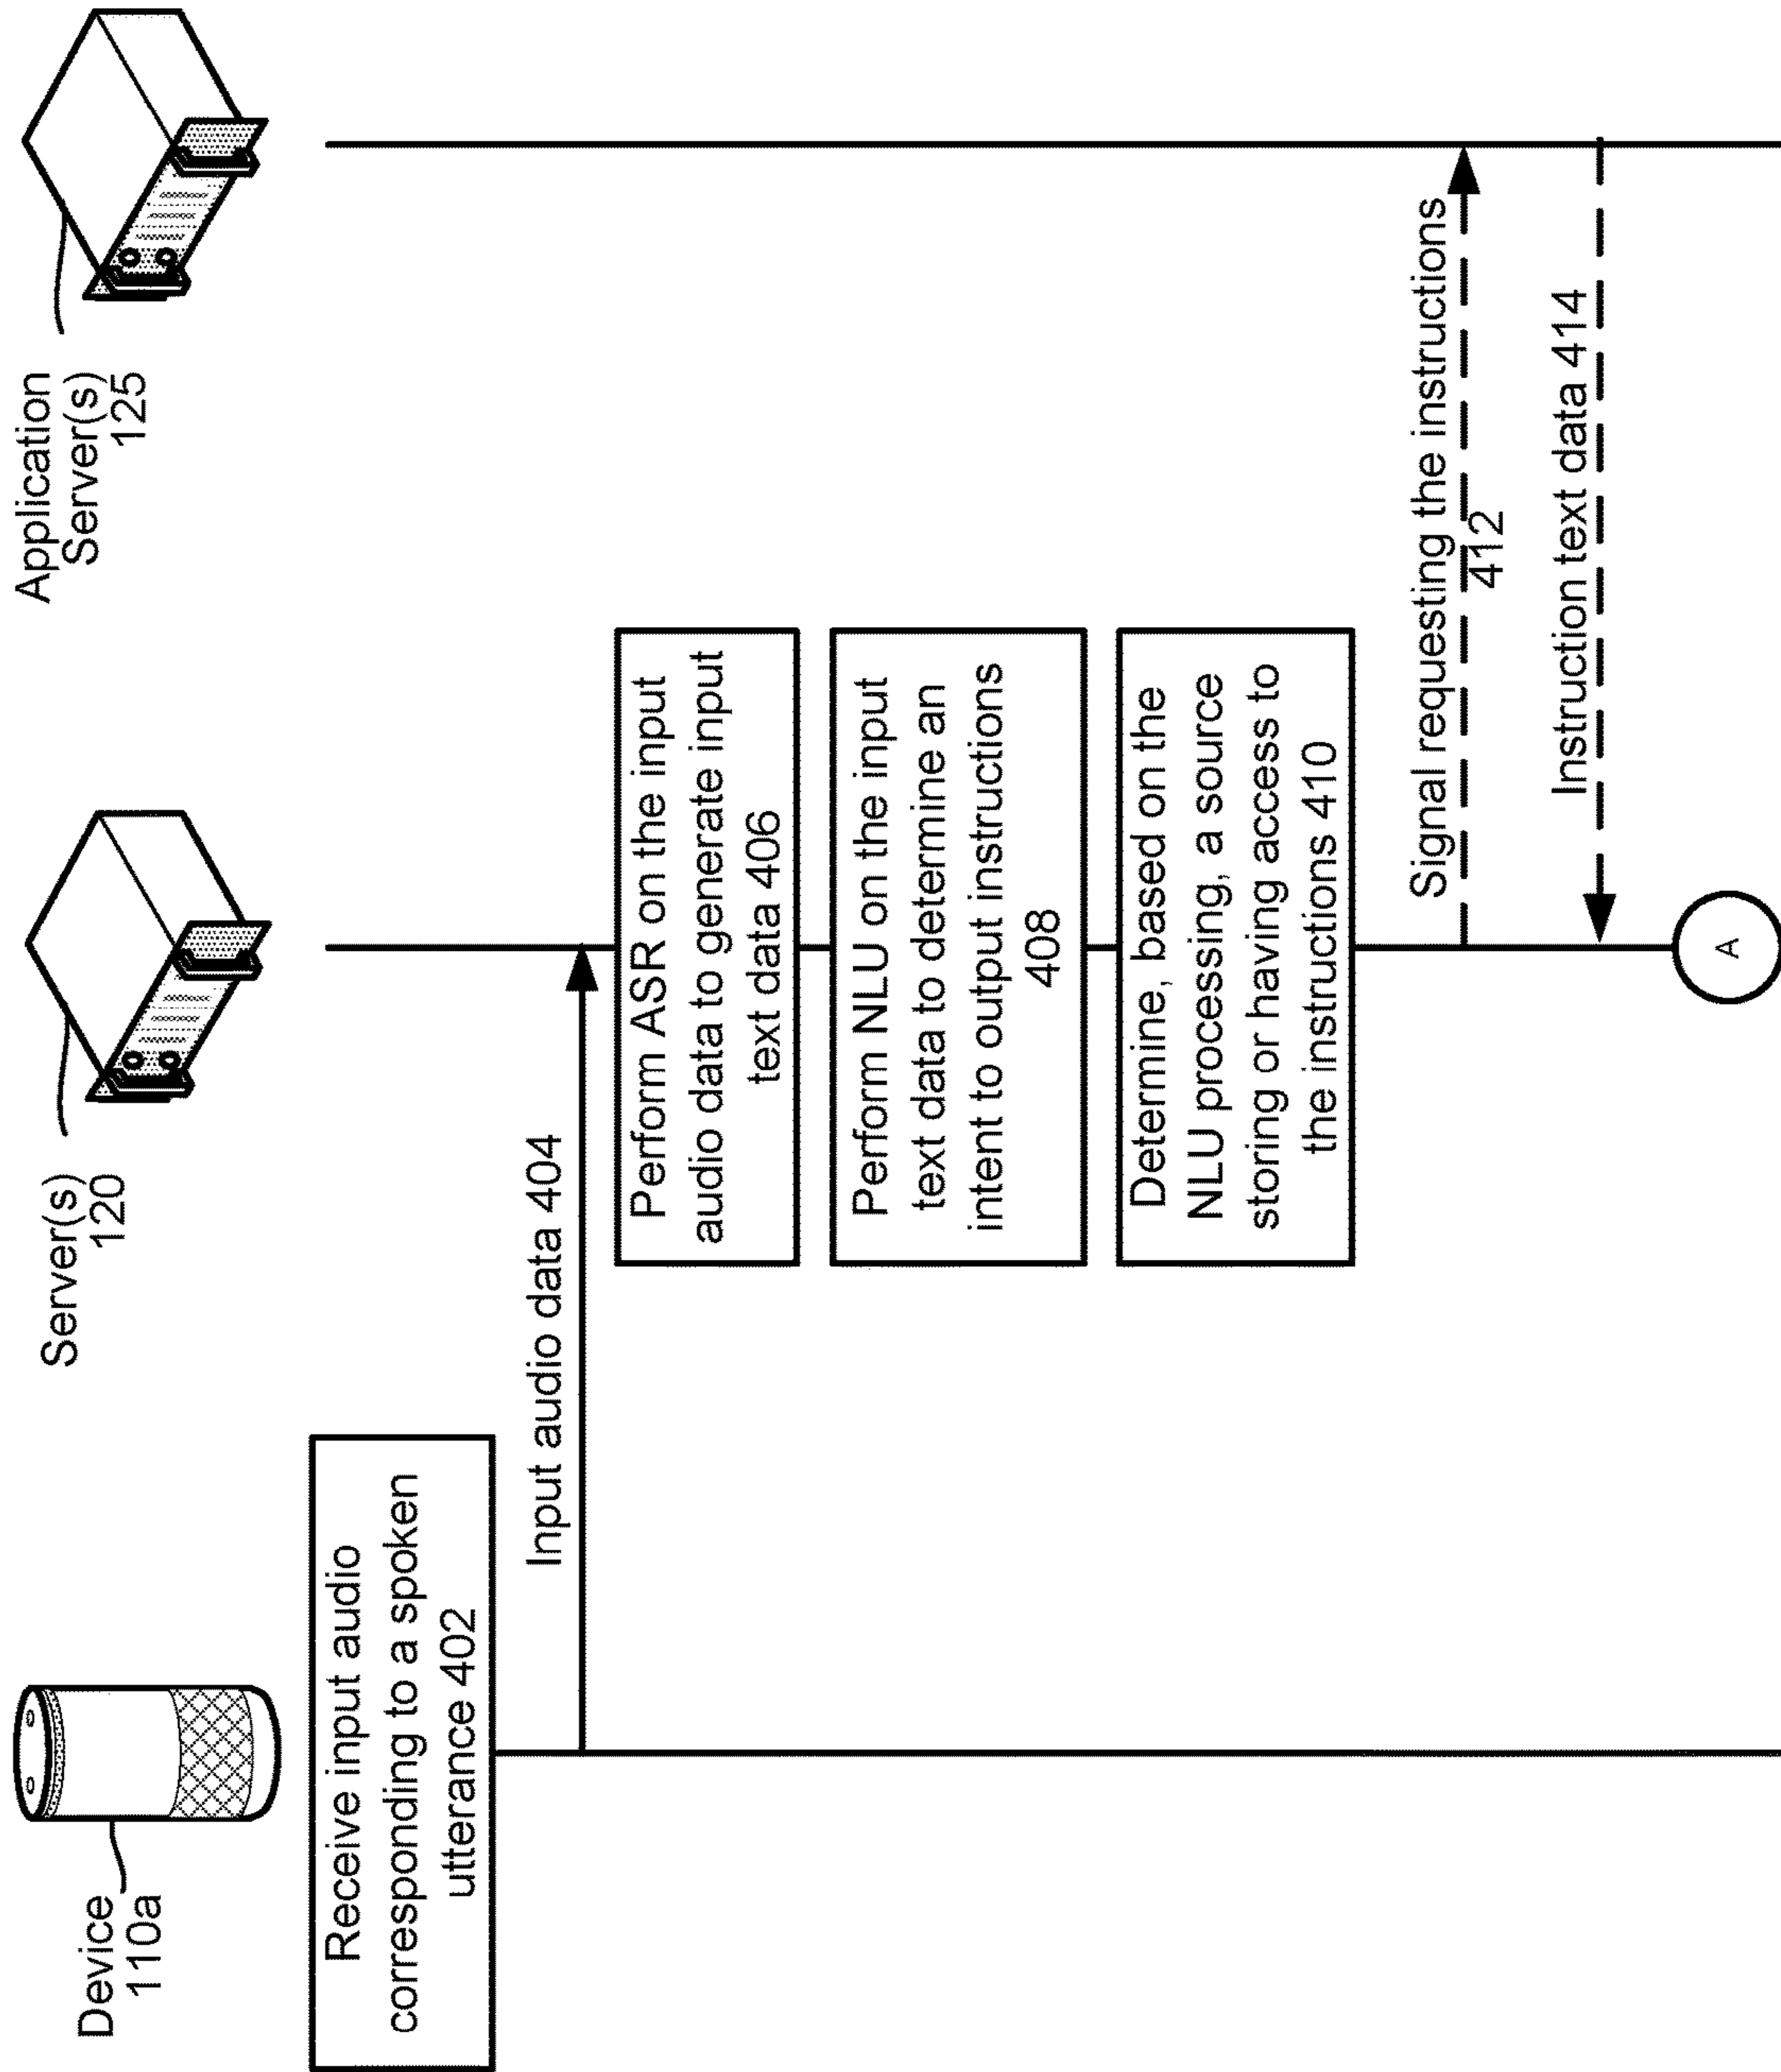 Device
110a
Server(s)
120
Application
Server(s)
125
Receive input audio
corresponding to a spoken
utterance 402
Input audio data 404
Perform ASR on the input
audio data to generate input
text data 406
Perform NLU on the input
text data to determine an
intent to output instructions
408
Determine, based on the
NLU processing, a source
storing or having access to
the instructions 410
Signal requesting the instructions
412
Instruction text data 414
A